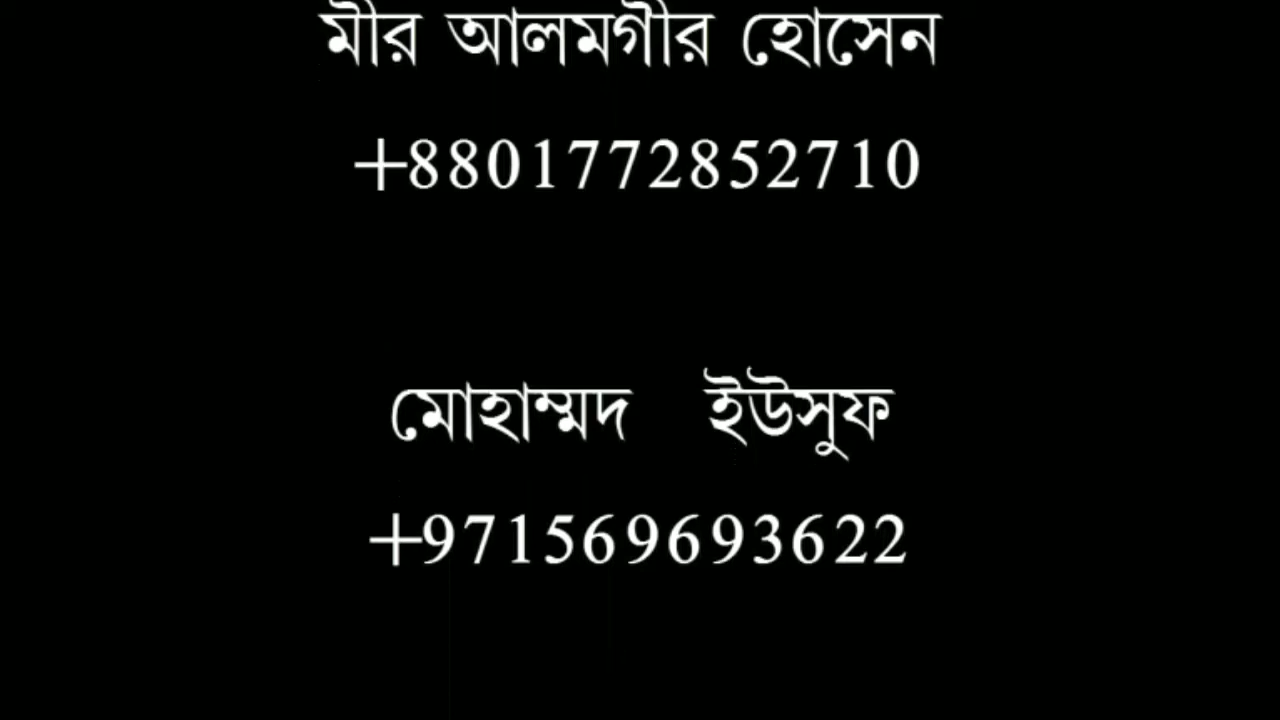 মীর আলমগীর হোসেন
+8801772852710
মোহাম্মদ ইউসুফ
+971569693622